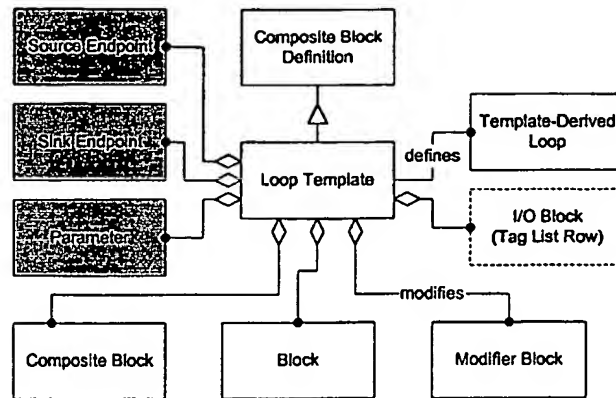 Source Endpoint
Composite Block
Definition
Sink Endpoint
Template-Derived
Loop
defines
Loop Template
I/O Block
(Tag List Row)
Parameter
modifies
Composite Block
Block
Modifier Block